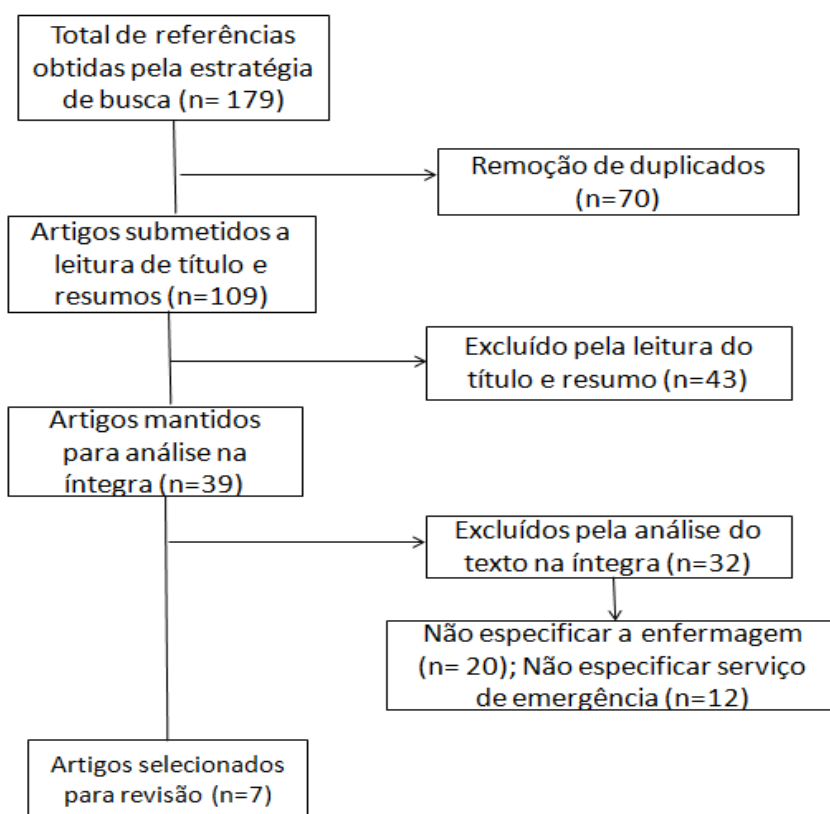 Total de referências
obtidas pela estratégia
de busca (n= 179)
Remoção de duplicados
(n=70)
Artigos submetidos a
leitura de título e
resumos (n=109)
Excluído pela leitura do
título e resumo (n=43)
Artigos mantidos
para análise na
íntegra (n=39)
Excluídos pela análise do
texto na íntegra (n=32)
Não especificar a enfermagem
(n= 20); Não especificar serviço
de emergência (n=12)
Artigos selecionados
para revisão (n=7)